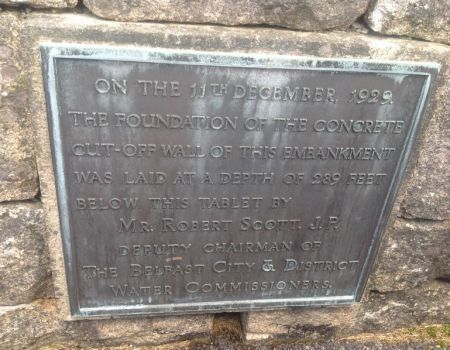 ON THE 11TH DECEMBER, 1929.
THE FOUNDATION OF THE CONCRETE
CUT-OFF WALL OF THIS EMBANKMENT
WAS LAID AT A DEPTH OF 289 FEET
BELOW THIS TABLET BY
MR. ROBERT SCOTT. J.P.
DEPUTY CHAIRMAN OF
THE BELFAST CITY & DISTRICT
WATER COMMISSIONERS.